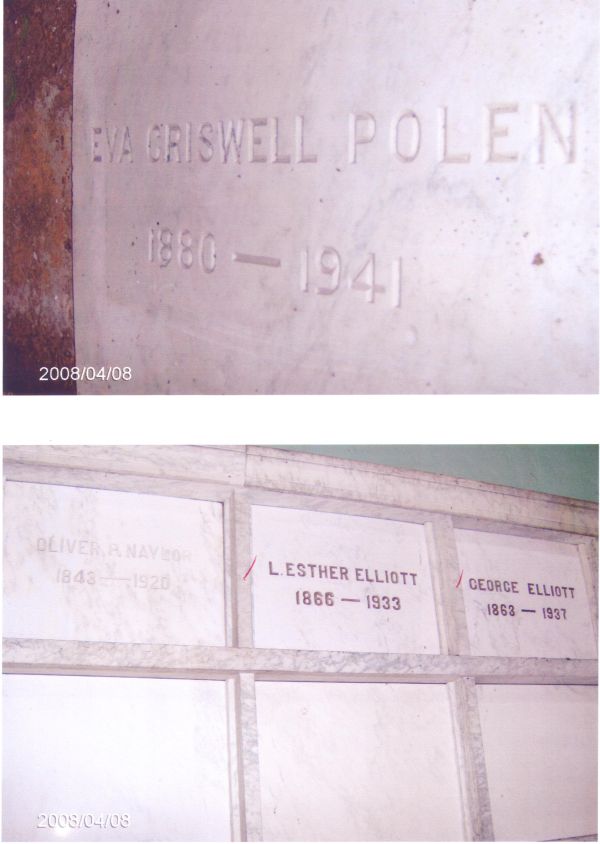 EVA CRISWELL POLEN
1880 — 1941
2008/04/08
OLIVER P. NAYLOR
1843 — 1920
L. ESTHER ELLIOTT
1866 — 1933
GEORGE ELLIOTT
1863 — 1937
2008/04/08